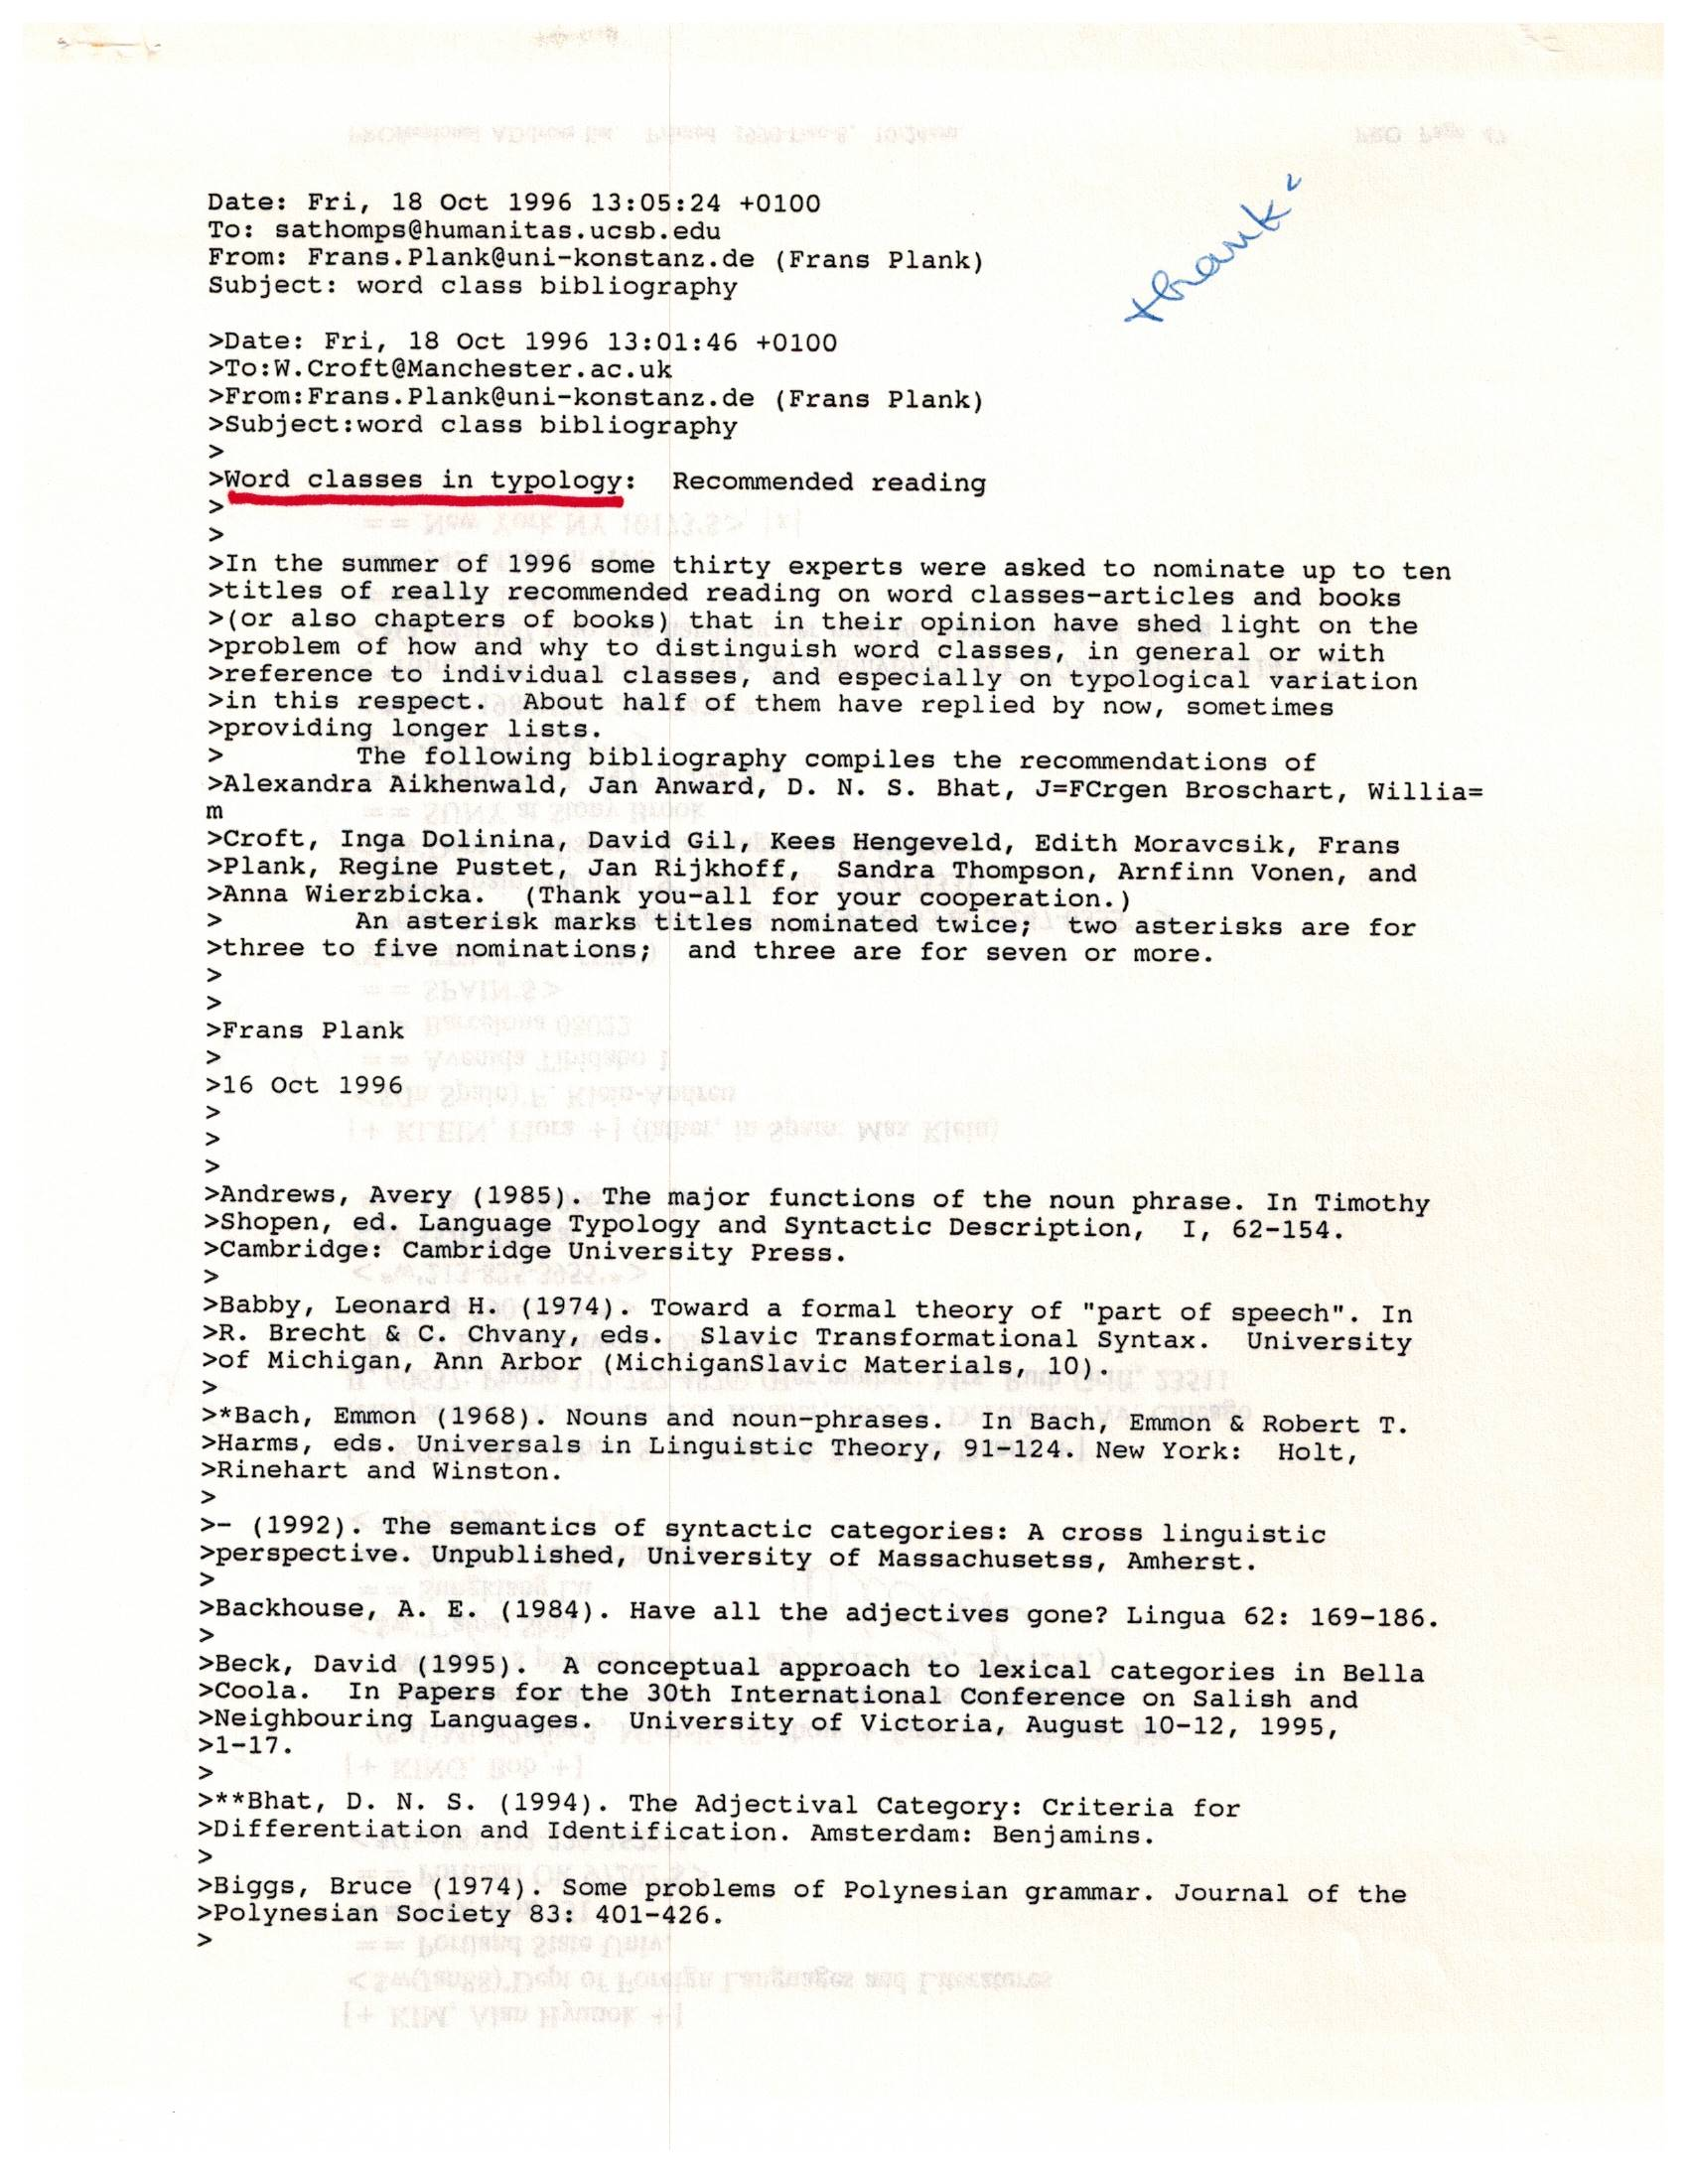 Date: Fri, 18 Oct 1996 13:05:24 +0100
To: sathomps@humanitas.ucsb.edu
From: Frans.Plank@uni-konstanz.de (Frans Plank)
Subject: word class bibliography
thank
>Date: Fri, 18 Oct 1996 13:01:46 +0100
>To:W.Croft@Manchester.ac.uk
>From:Frans.Plank@uni-konstanz.de (Frans Plank)
>Subject:word class bibliography
>
>Word classes in typology:  Recommended reading
>
>
>In the summer of 1996 some thirty experts were asked to nominate up to ten
>titles of really recommended reading on word classes-articles and books
>(or also chapters of books) that in their opinion have shed light on the
>problem of how and why to distinguish word classes, in general or with
>reference to individual classes, and especially on typological variation
>in this respect.  About half of them have replied by now, sometimes
>providing longer lists.
>        The following bibliography compiles the recommendations of
>Alexandra Aikhenwald, Jan Anward, D. N. S. Bhat, J=FCrgen Broschart, Willia=
m
>Croft, Inga Dolinina, David Gil, Kees Hengeveld, Edith Moravcsik, Frans
>Plank, Regine Pustet, Jan Rijkhoff,  Sandra Thompson, Arnfinn Vonen, and
>Anna Wierzbicka.  (Thank you-all for your cooperation.)
>        An asterisk marks titles nominated twice;  two asterisks are for
>three to five nominations;  and three are for seven or more.
>
>
>Frans Plank
>
>16 Oct 1996
>
>
>
>Andrews, Avery (1985). The major functions of the noun phrase. In Timothy
>Shopen, ed. Language Typology and Syntactic Description,  I, 62-154.
>Cambridge: Cambridge University Press.
>
>Babby, Leonard H. (1974). Toward a formal theory of "part of speech". In
>R. Brecht & C. Chvany, eds.  Slavic Transformational Syntax.  University
>of Michigan, Ann Arbor (MichiganSlavic Materials, 10).
>
>*Bach, Emmon (1968). Nouns and noun-phrases.  In Bach, Emmon & Robert T.
>Harms, eds. Universals in Linguistic Theory, 91-124. New York:  Holt,
>Rinehart and Winston.
>
>- (1992). The semantics of syntactic categories: A cross linguistic
>perspective. Unpublished, University of Massachusetss, Amherst.
>
>Backhouse, A. E. (1984). Have all the adjectives gone? Lingua 62: 169-186.
>
>Beck, David (1995).  A conceptual approach to lexical categories in Bella
>Coola.  In Papers for the 30th International Conference on Salish and
>Neighbouring Languages.  University of Victoria, August 10-12, 1995,
>1-17.
>
>**Bhat, D. N. S. (1994). The Adjectival Category: Criteria for
>Differentiation and Identification. Amsterdam: Benjamins.
>
>Biggs, Bruce (1974). Some problems of Polynesian grammar. Journal of the
>Polynesian Society 83: 401-426.
>